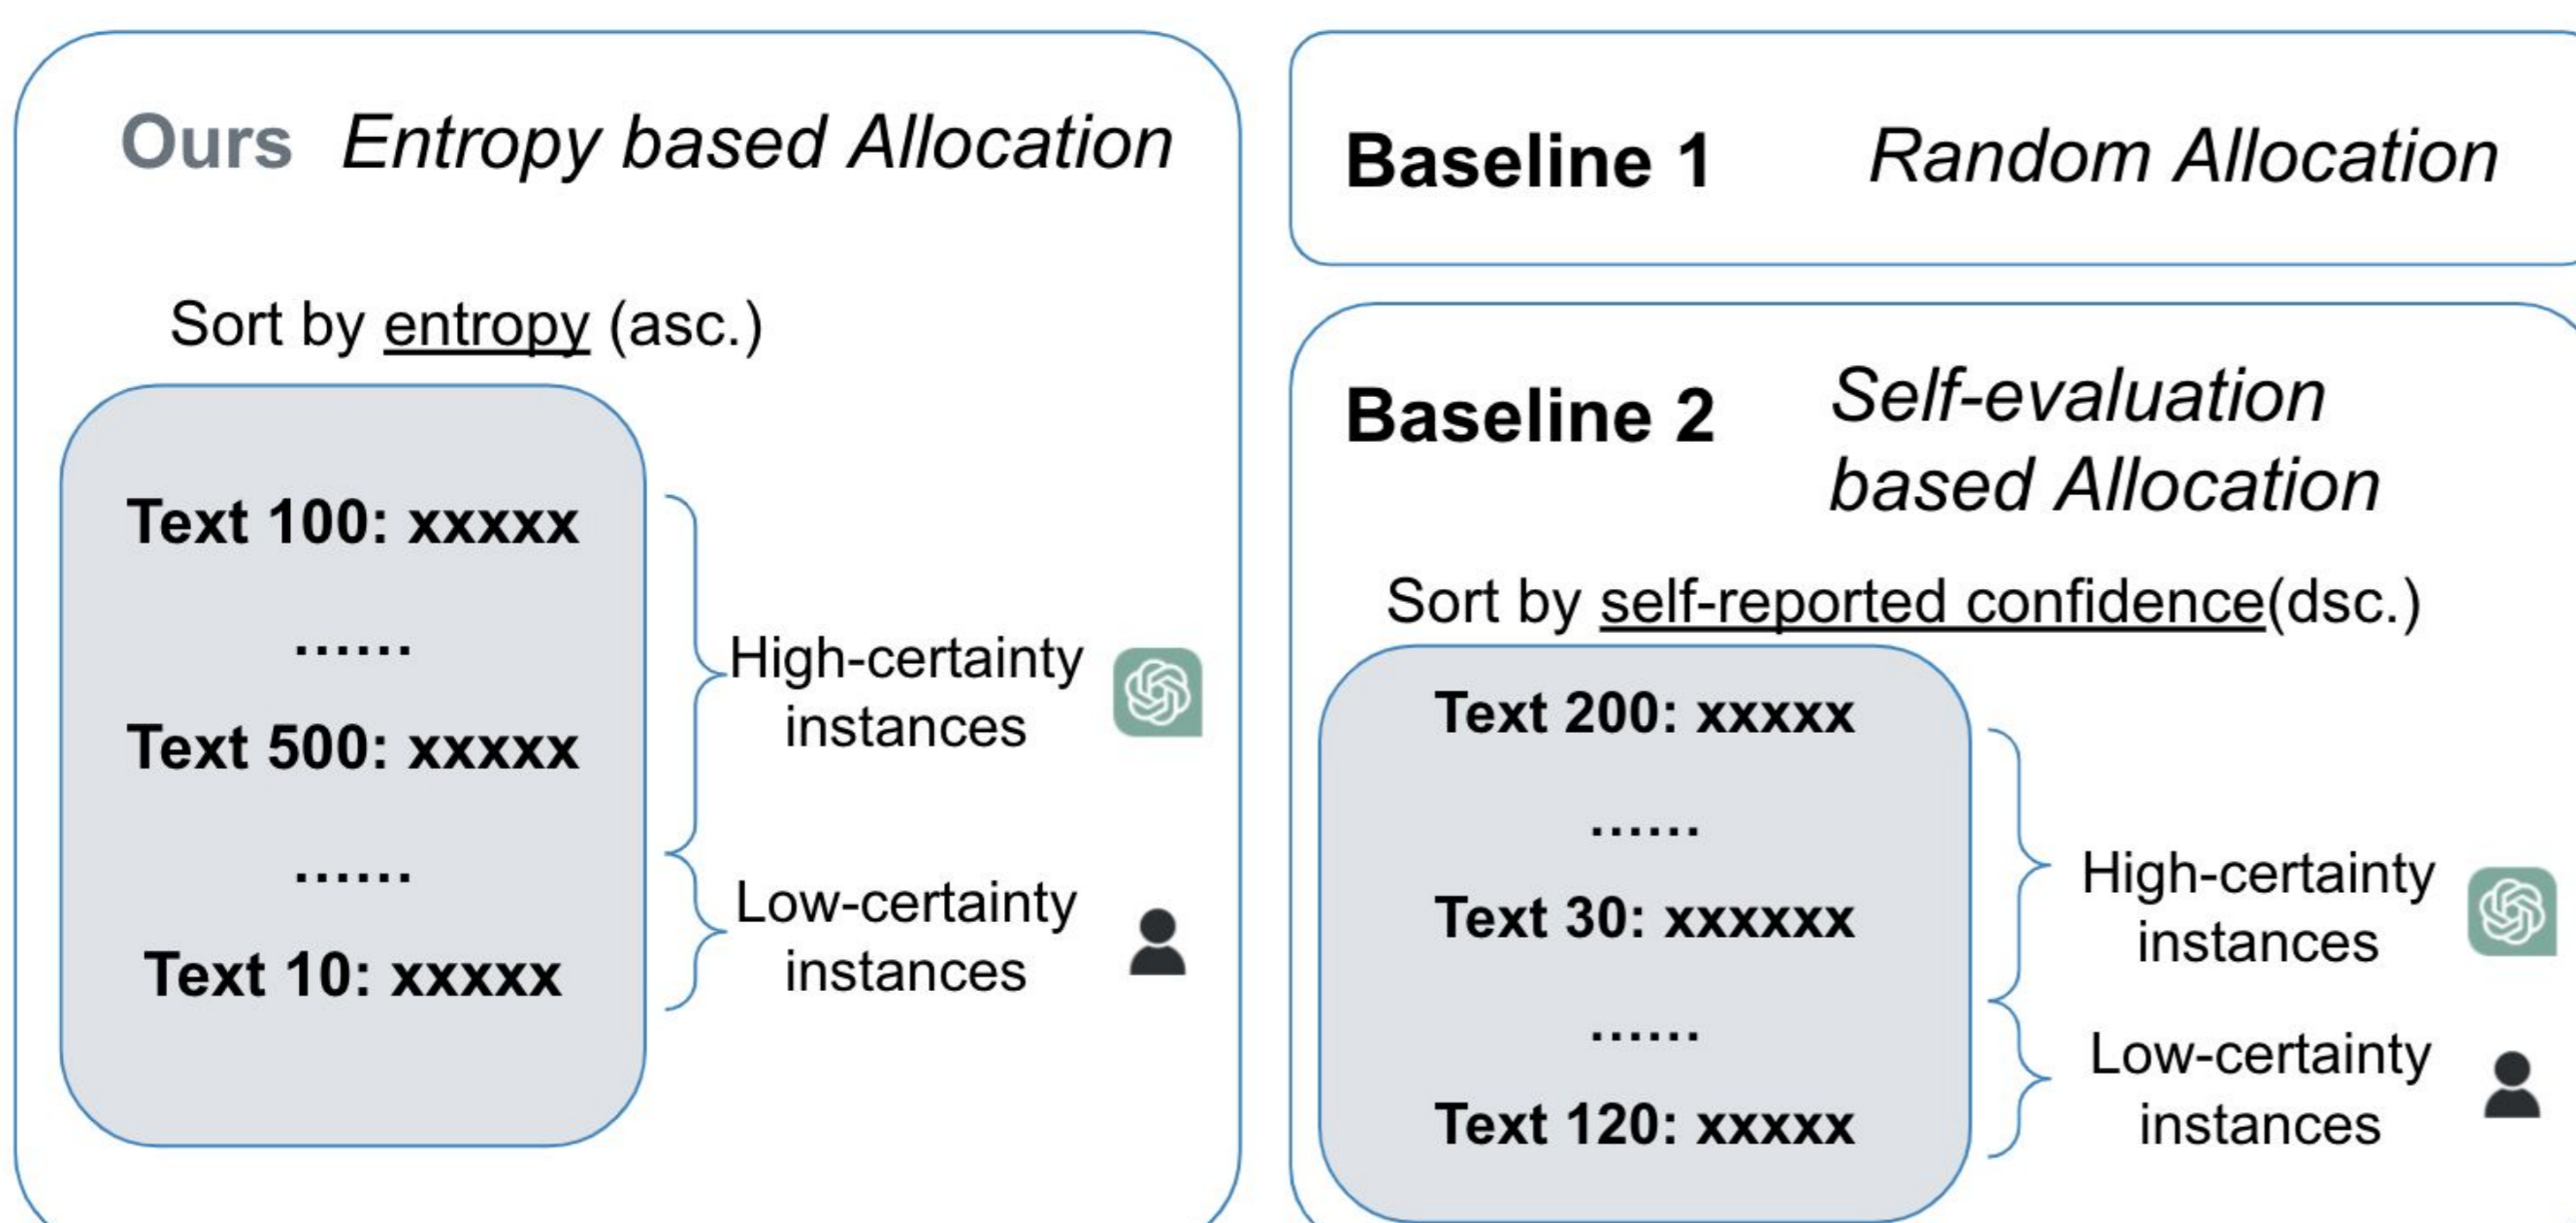 Ours Entropy based Allocation
Sort by entropy (asc.)
Text 100: xxxxx
......
Text 500: xxxxx
......
Text 10: xxxxx
High-certainty
instances
Low-certainty
instances
Baseline 1 Random Allocation
Baseline 2 Self-evaluation
based Allocation
Sort by self-reported confidence(dsc.)
Text 200: xxxxx
......
Text 30: xxxxxx
......
Text 120: xxxxx
High-certainty
instances
Low-certainty
instances